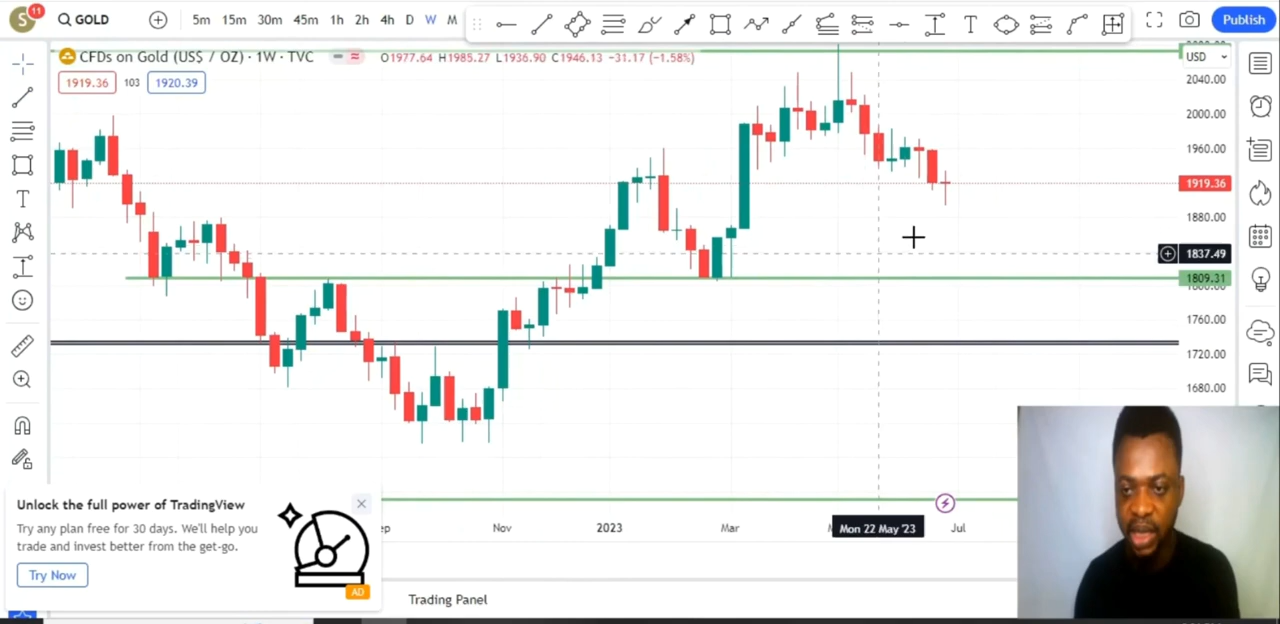 S 11 GOLD 5m 15m 30m 45m 1h 2h 4h D W M T Publish
CFDs on Gold (US$ / OZ) · 1W · TVC O1977.64 H1985.27 L1936.90 C1946.13 −31.17 (−1.58%)
USD
1919.36 103 1920.39
2040.00
2000.00
1960.00
1919.36
T
1880.00
1837.49
1809.31
1760.00
1720.00
1680.00
Unlock the full power of TradingView
Try any plan free for 30 days. We'll help you
trade and invest better from the get-go.
Try Now
AD
Nov 2023 Mar Mon 22 May '23 Jul
Trading Panel